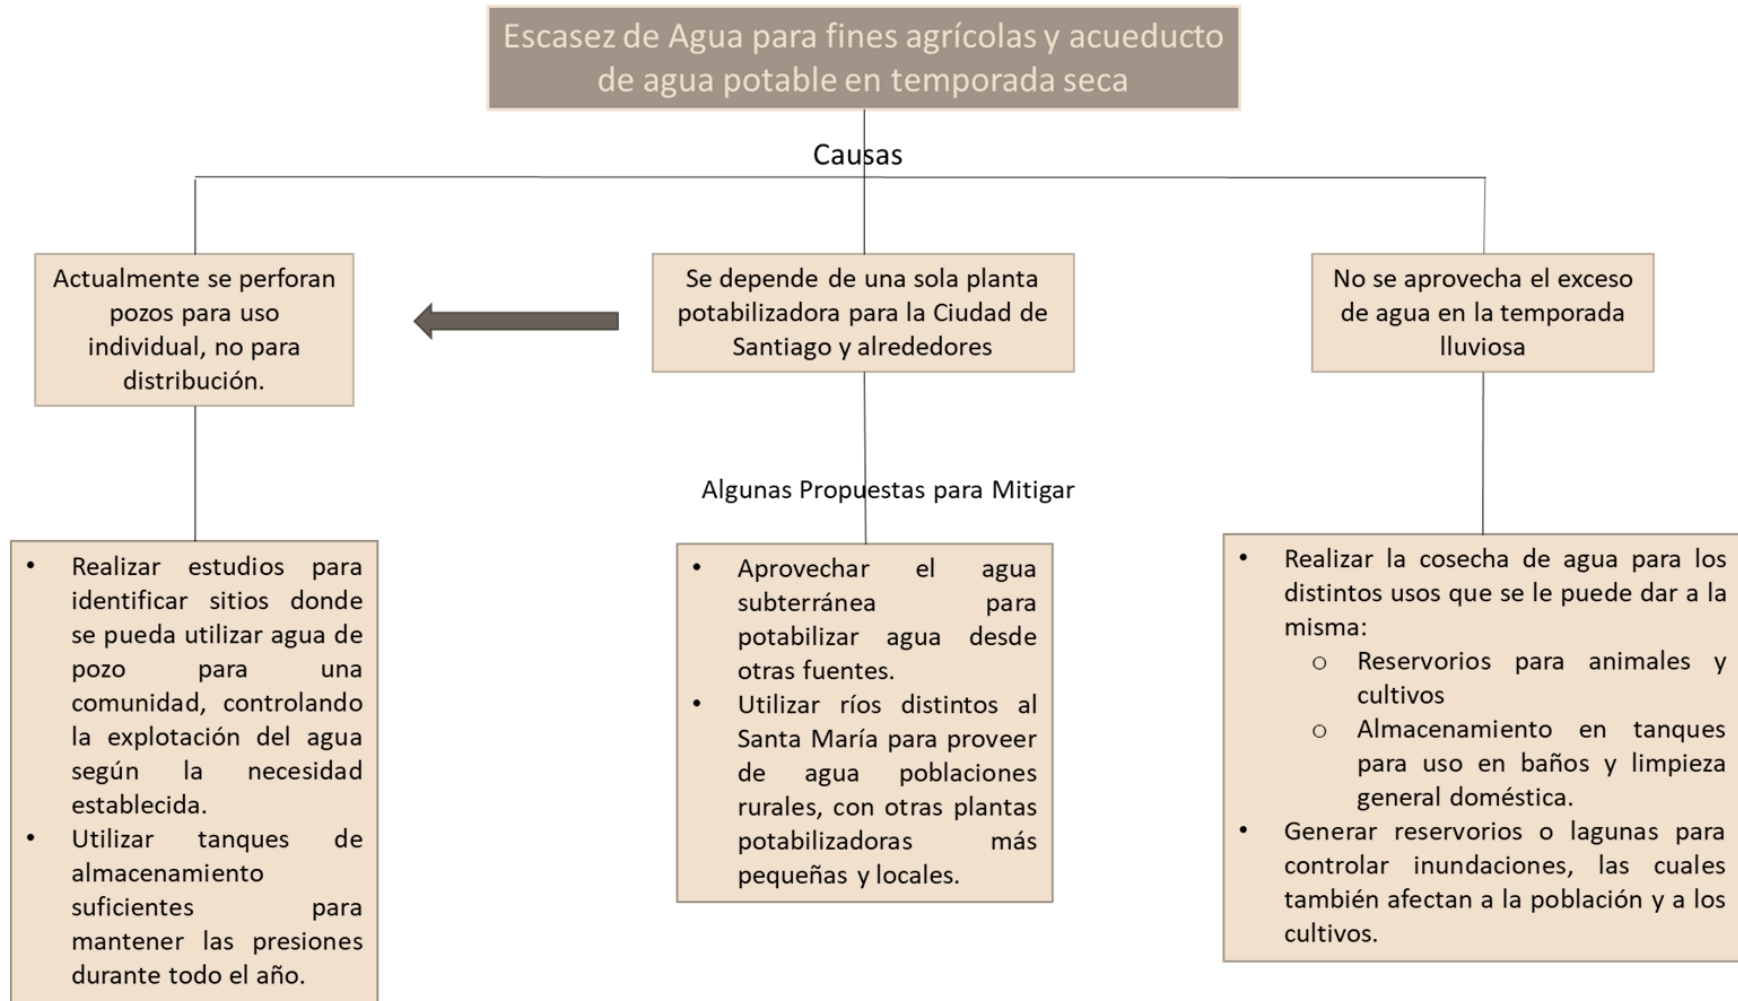 Escasez de Agua para fines agrícolas y acueducto
de agua potable en temporada seca
Causas
Actualmente se perforan
pozos para uso
individual, no para
distribución.
Se depende de una sola planta
potabilizadora para la Ciudad de
Santiago y alrededores
No se aprovecha el exceso
de agua en la temporada
lluviosa
Algunas Propuestas para Mitigar
• Realizar estudios para
identificar sitios donde
se pueda utilizar agua de
pozo para una
comunidad, controlando
la explotación del agua
según la necesidad
establecida.
• Utilizar tanques de
almacenamiento
suficientes para
mantener las presiones
durante todo el año.
• Aprovechar el agua
subterránea para
potabilizar agua desde
otras fuentes.
• Utilizar ríos distintos al
Santa María para proveer
de agua poblaciones
rurales, con otras plantas
potabilizadoras más
pequeñas y locales.
• Realizar la cosecha de agua para los
distintos usos que se le puede dar a la
misma:
o Reservorios para animales y
cultivos
o Almacenamiento en tanques
para uso en baños y limpieza
general doméstica.
• Generar reservorios o lagunas para
controlar inundaciones, las cuales
también afectan a la población y a los
cultivos.